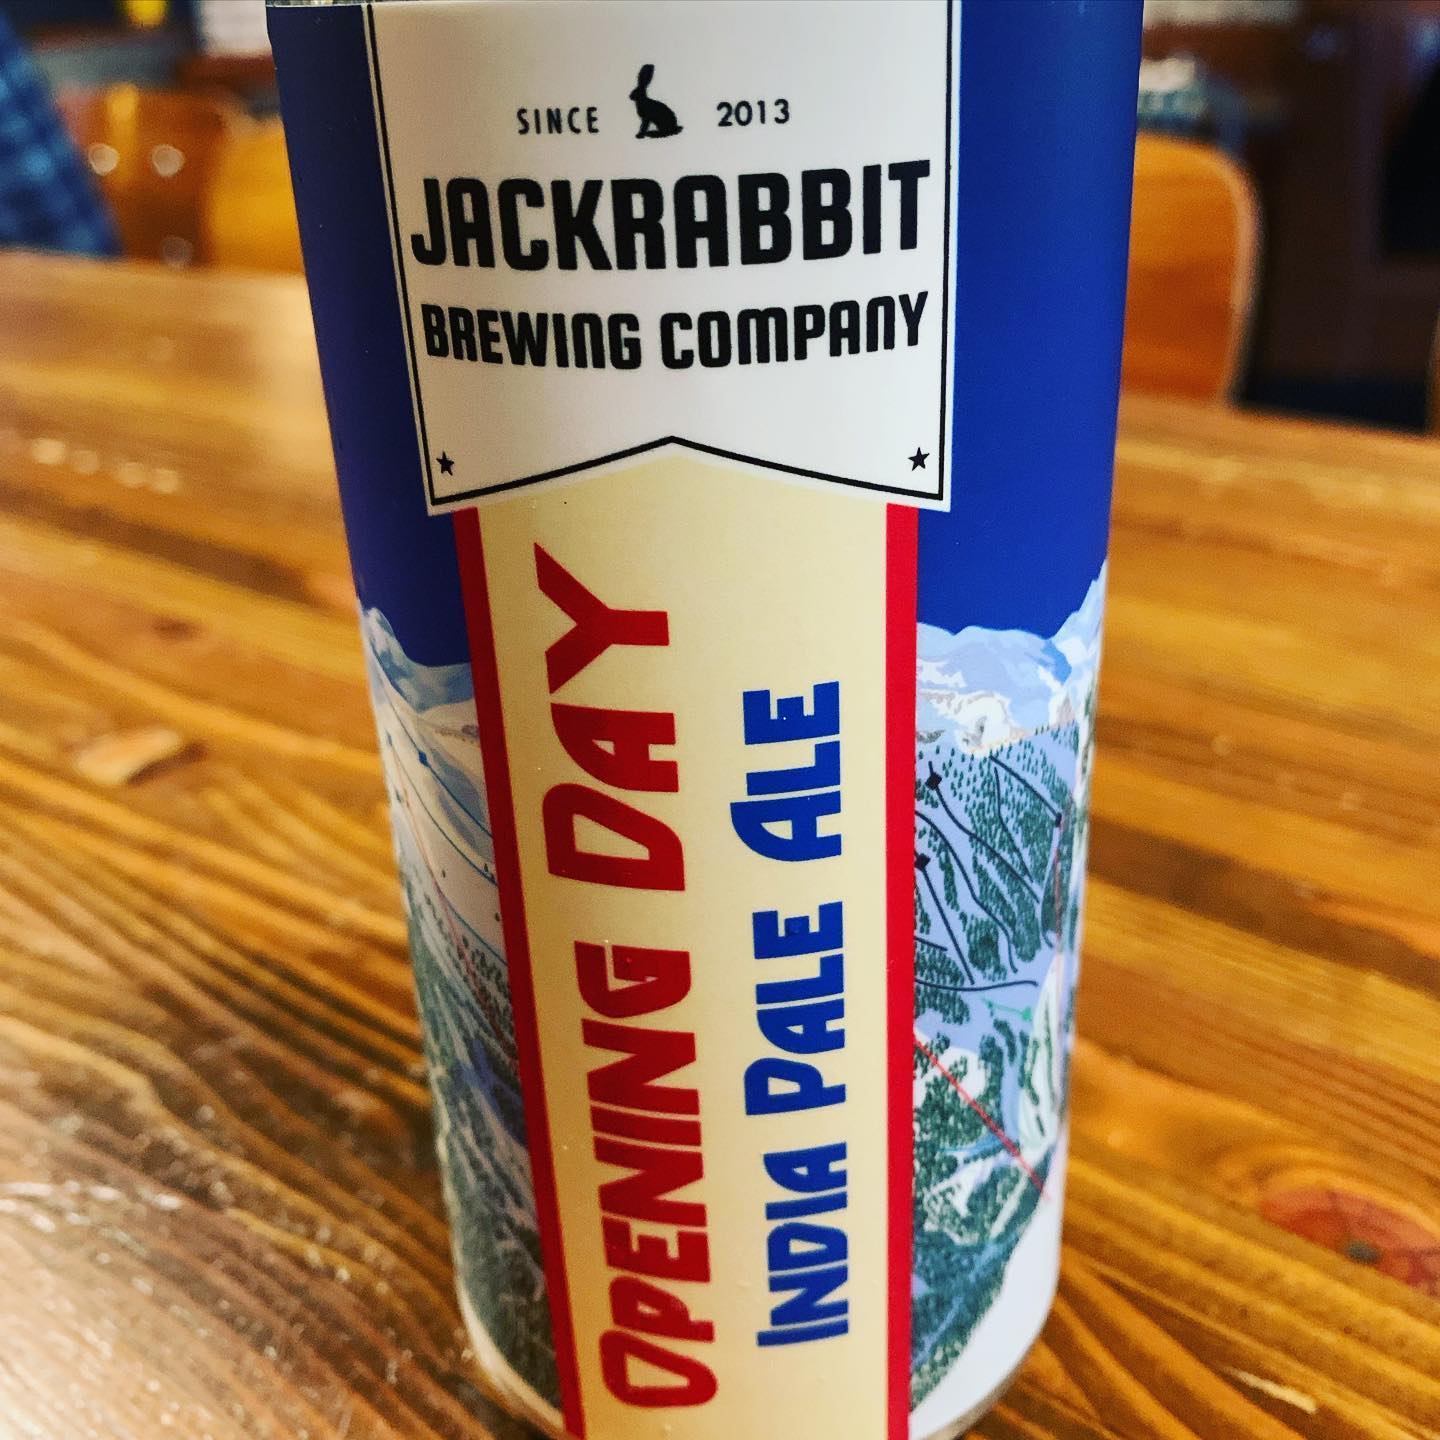 SINCE 2013
JACKRABBIT
BREWING COMPANY
OPENING DAY
INDIA PALE ALE